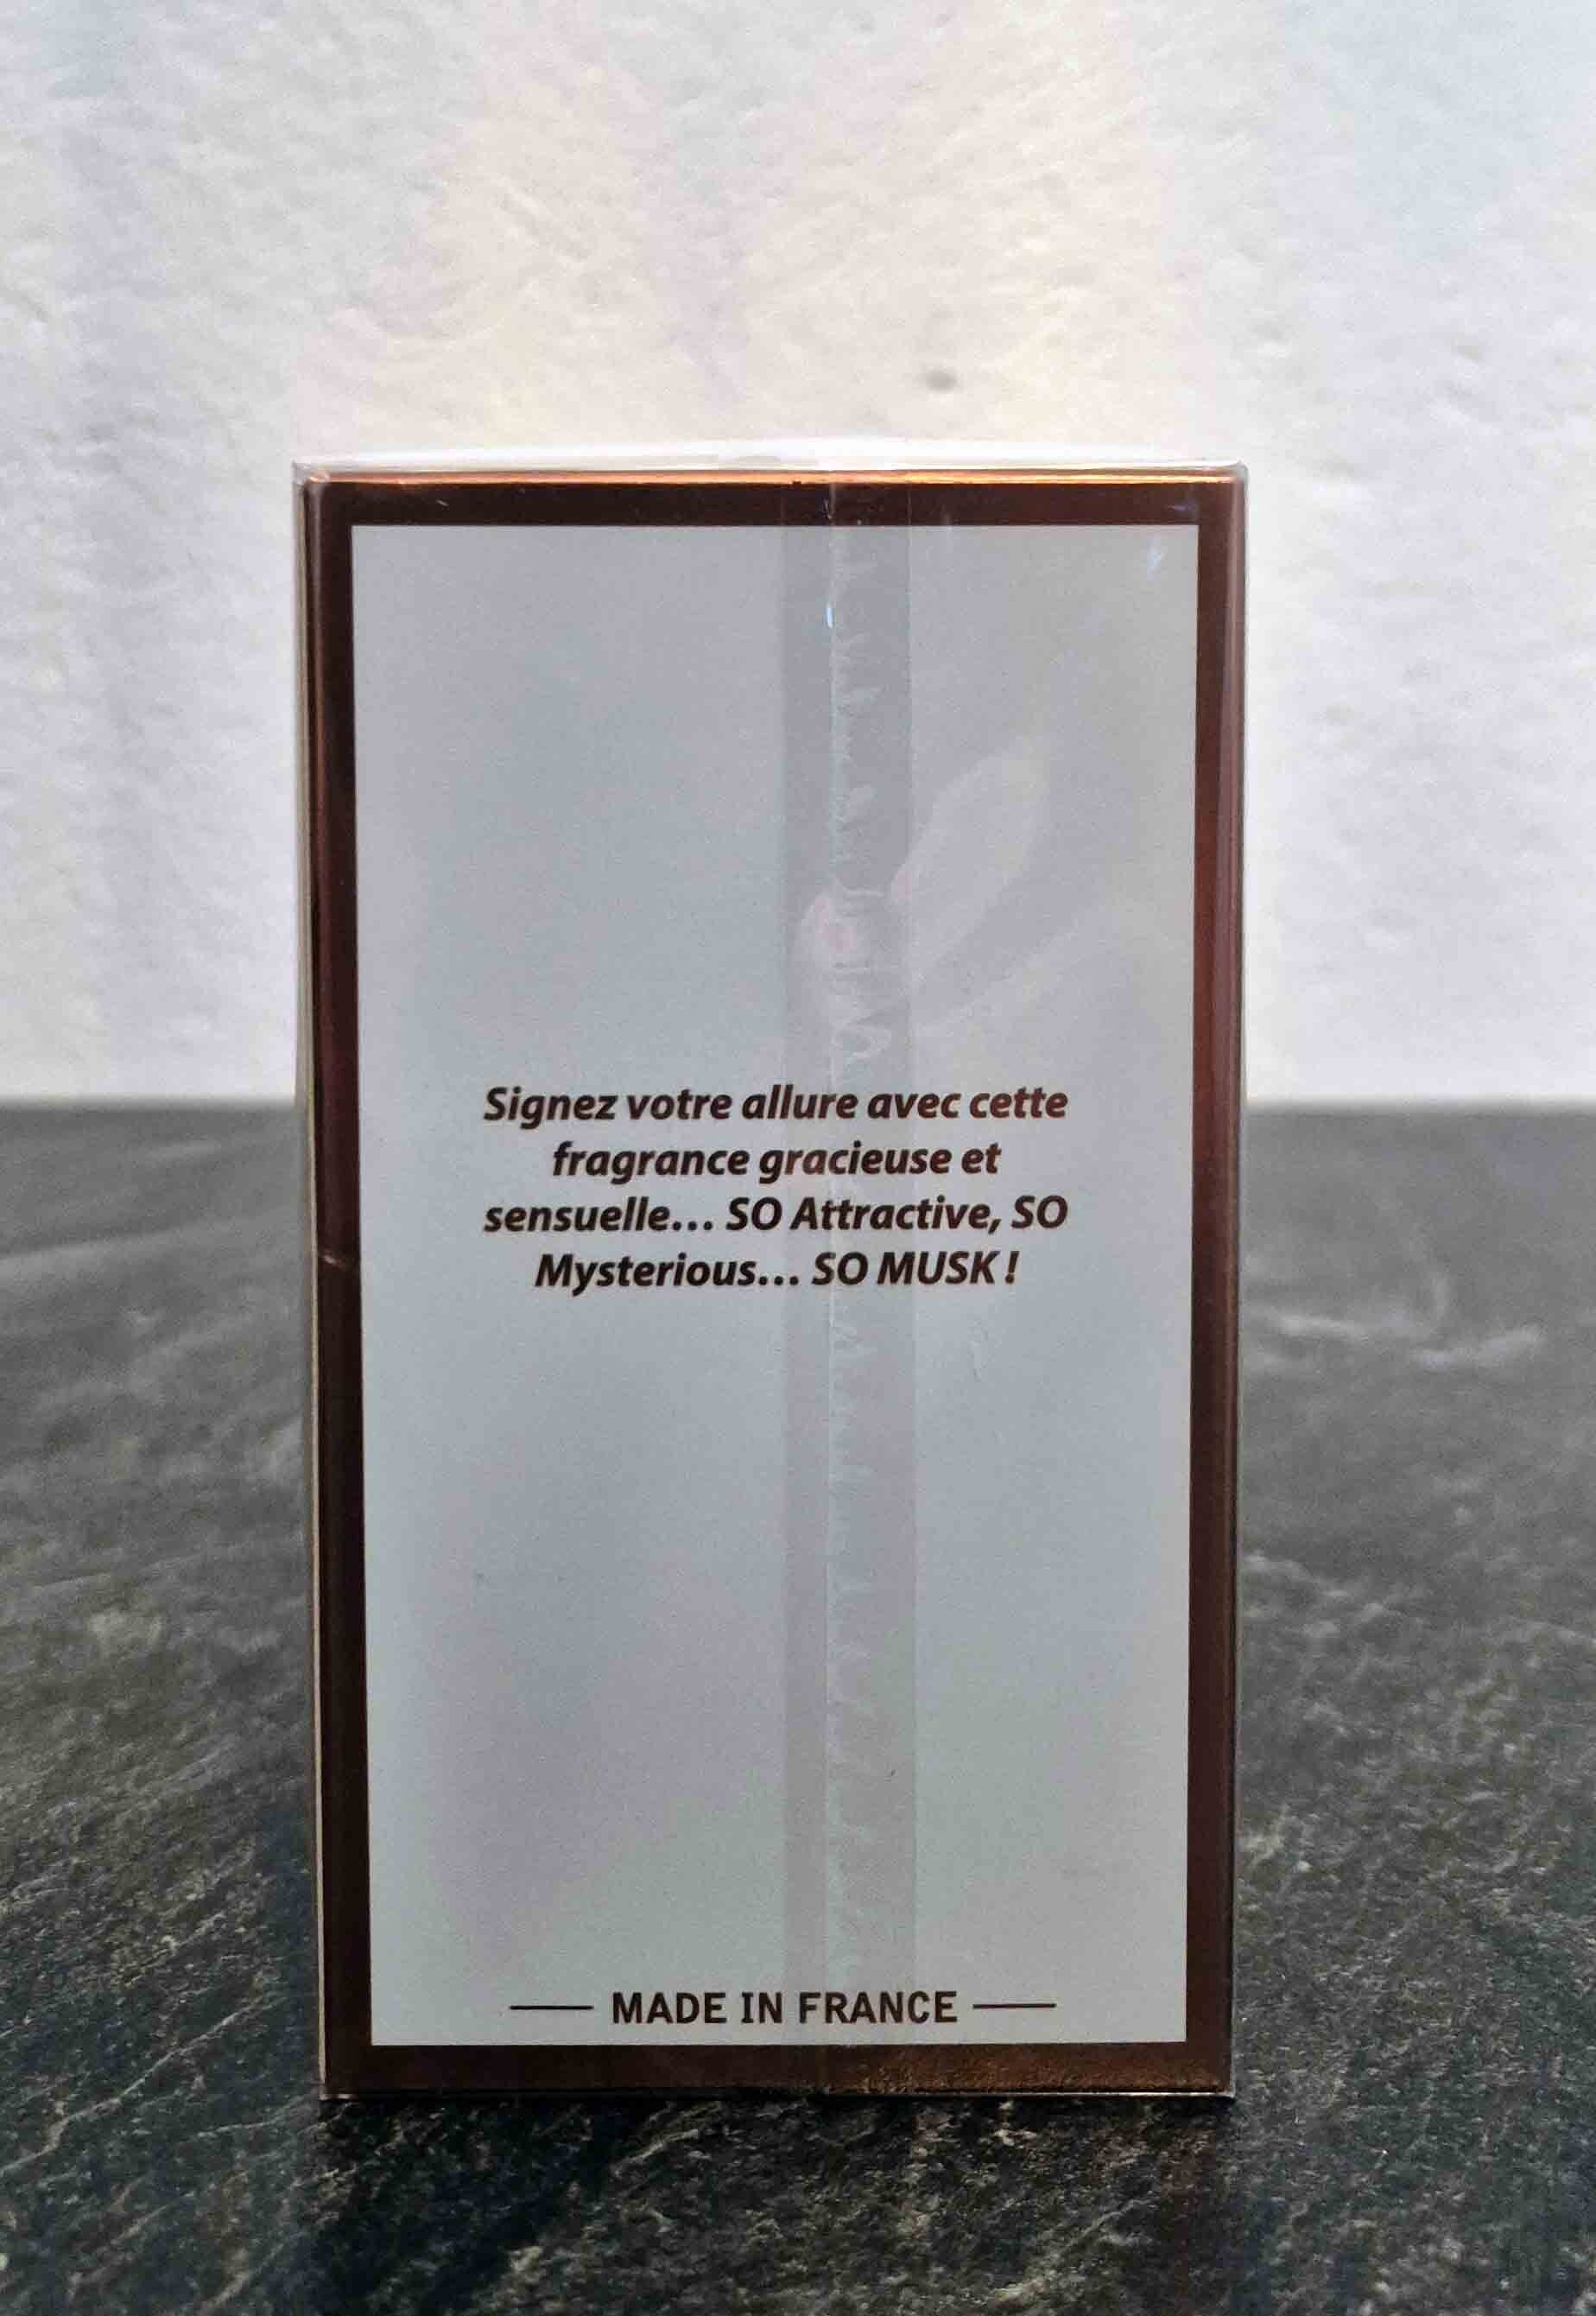 Signez votre allure avec cette
fragrance gracieuse et
sensuelle... SO Attractive, SO
Mysterious... SO MUSK !
MADE IN FRANCE